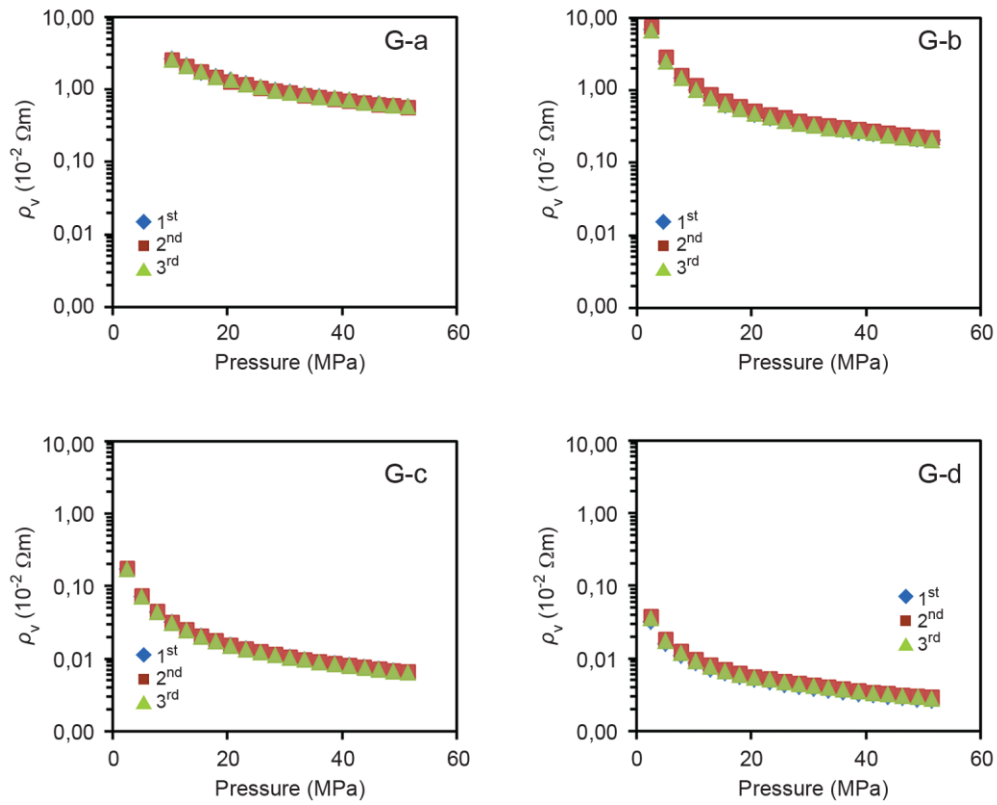 G-a
10,00
1,00
0,10
0,01
0,00
ρv (10-2 Ωm)
1st
2nd
3rd
0 20 40 60
Pressure (MPa)
G-b
10,00
1,00
0,10
0,01
0,00
ρv (10-2 Ωm)
1st
2nd
3rd
0 20 40 60
Pressure (MPa)
G-c
10,00
1,00
0,10
0,01
0,00
ρv (10-2 Ωm)
1st
2nd
3rd
0 20 40 60
Pressure (MPa)
G-d
10,00
1,00
0,10
0,01
0,00
ρv (10-2 Ωm)
1st
2nd
3rd
0 20 40 60
Pressure (MPa)